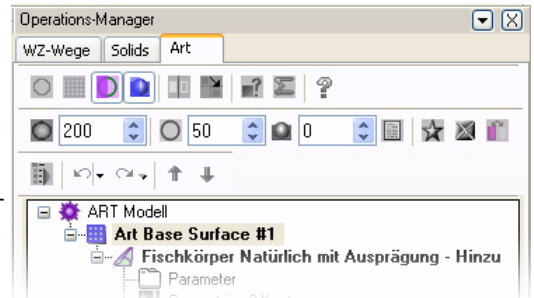 Operations-Manager
WZ-Wege Solids Art
200 50 0
ART Modell
Art Base Surface #1
Fischkörper Natürlich mit Ausprägung - Hinzu
Parameter